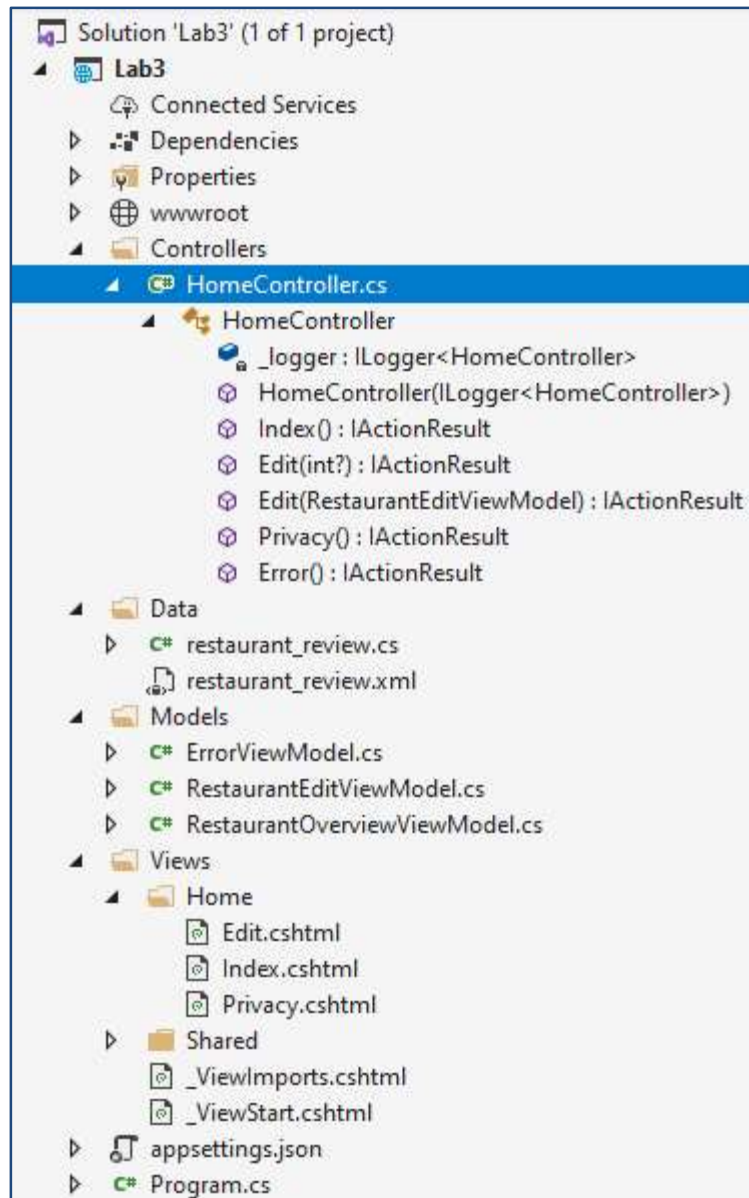 Solution 'Lab3' (1 of 1 project)
Lab3
Connected Services
Dependencies
Properties
wwwroot
Controllers
C# HomeController.cs
HomeController
_logger : ILogger<HomeController>
HomeController(ILogger<HomeController>)
Index() : IActionResult
Edit(int?) : IActionResult
Edit(RestaurantEditViewModel) : IActionResult
Privacy() : IActionResult
Error() : IActionResult
Data
C# restaurant_review.cs
restaurant_review.xml
Models
C# ErrorViewModel.cs
C# RestaurantEditViewModel.cs
C# RestaurantOverviewViewModel.cs
Views
Home
Edit.cshtml
Index.cshtml
Privacy.cshtml
Shared
_ViewImports.cshtml
_ViewStart.cshtml
appsettings.json
C# Program.cs